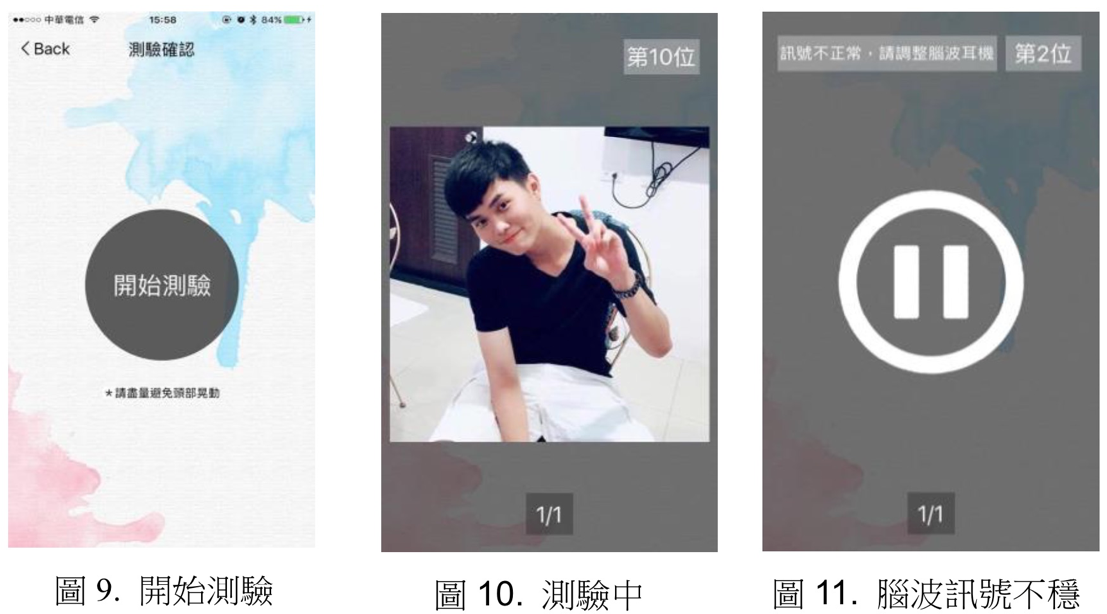 中華電信 15:58 84%
Back 測驗確認
開始測驗
*請盡量避免頭部晃動
圖 9. 開始測驗
第10位
1/1
圖 10. 測驗中
訊號不正常，請調整腦波耳機 第2位
1/1
圖 11. 腦波訊號不穩